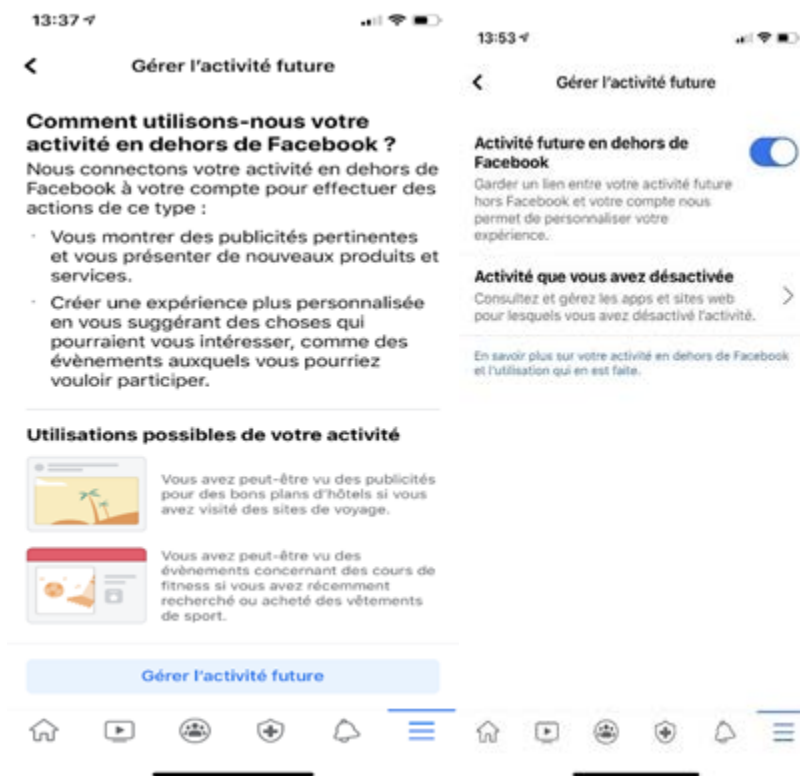 13:37
Gérer l'activité future
Comment utilisons-nous votre
activité en dehors de Facebook ?
Nous connectons votre activité en dehors de
Facebook à votre compte pour effectuer des
actions de ce type :
· Vous montrer des publicités pertinentes
et vous présenter de nouveaux produits et
services.
· Créer une expérience plus personnalisée
en vous suggérant des choses qui
pourraient vous intéresser, comme des
évènements auxquels vous pourriez
vouloir participer.
Utilisations possibles de votre activité
Vous avez peut-être vu des publicités
pour des bons plans d'hôtels si vous
avez visité des sites de voyage.
Vous avez peut-être vu des
évènements concernant des cours de
fitness si vous avez récemment
recherché ou acheté des vêtements
de sport.
Gérer l'activité future
13:53
Gérer l'activité future
Activité future en dehors de
Facebook
Garder un lien entre votre activité future
hors Facebook et votre compte nous
permet de personnaliser votre
expérience.
Activité que vous avez désactivée
Consultez et gérez les apps et sites web
pour lesquels vous avez désactivé l'activité.
En savoir plus sur votre activité en dehors de Facebook
et l'utilisation qui en est faite.